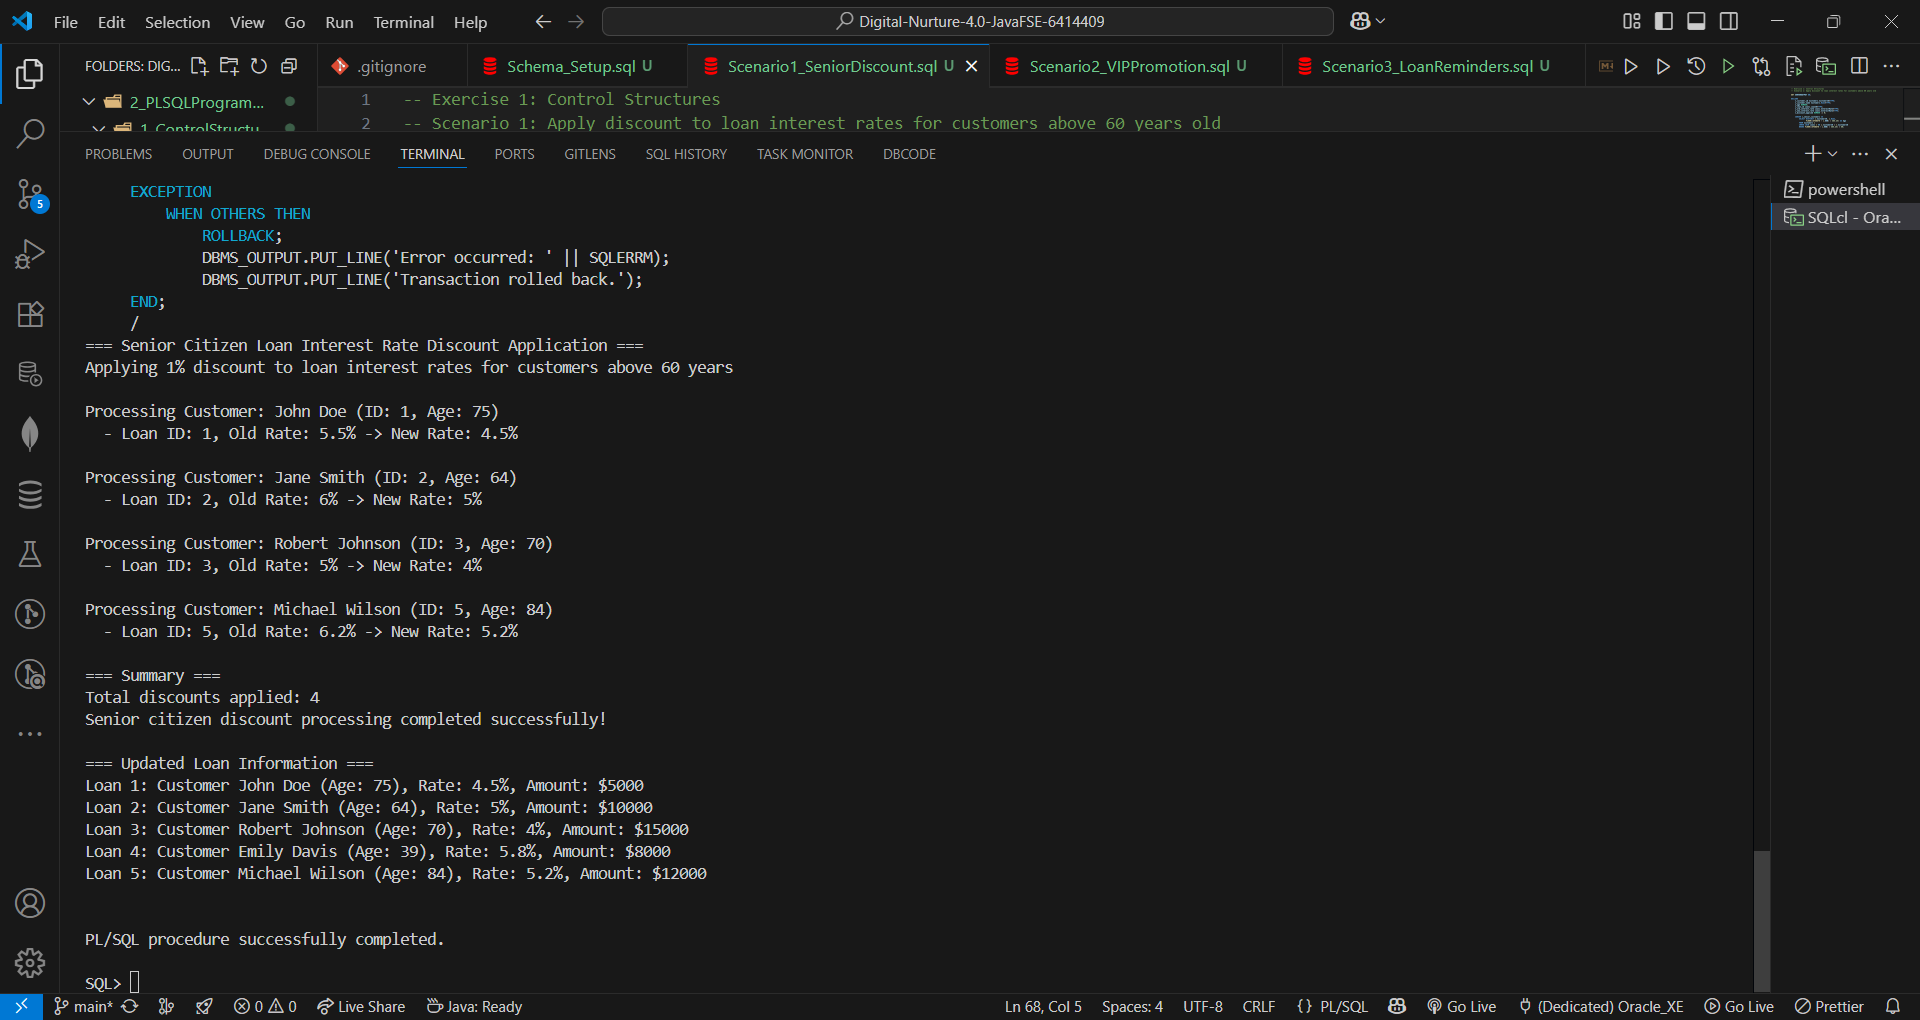 File Edit Selection View Go Run Terminal Help
Digital-Nurture-4.0-JavaFSE-6414409
FOLDERS: DIG...
.gitignore
Schema_Setup.sql U
Scenario1_SeniorDiscount.sql U
Scenario2_VIPPromotion.sql U
Scenario3_LoanReminders.sql U
2_PLSQLProgram...
1_ControlStructu
1 -- Exercise 1: Control Structures
2 -- Scenario 1: Apply discount to loan interest rates for customers above 60 years old
PROBLEMS OUTPUT DEBUG CONSOLE TERMINAL PORTS GITLENS SQL HISTORY TASK MONITOR DBCODE
powershell
SQLcl - Ora...
5
EXCEPTION
WHEN OTHERS THEN
ROLLBACK;
DBMS_OUTPUT.PUT_LINE('Error occurred: ' || SQLERRM);
DBMS_OUTPUT.PUT_LINE('Transaction rolled back.');
END;
/
=== Senior Citizen Loan Interest Rate Discount Application ===
Applying 1% discount to loan interest rates for customers above 60 years
Processing Customer: John Doe (ID: 1, Age: 75)
- Loan ID: 1, Old Rate: 5.5% -> New Rate: 4.5%
Processing Customer: Jane Smith (ID: 2, Age: 64)
- Loan ID: 2, Old Rate: 6% -> New Rate: 5%
Processing Customer: Robert Johnson (ID: 3, Age: 70)
- Loan ID: 3, Old Rate: 5% -> New Rate: 4%
Processing Customer: Michael Wilson (ID: 5, Age: 84)
- Loan ID: 5, Old Rate: 6.2% -> New Rate: 5.2%
=== Summary ===
Total discounts applied: 4
Senior citizen discount processing completed successfully!
=== Updated Loan Information ===
Loan 1: Customer John Doe (Age: 75), Rate: 4.5%, Amount: $5000
Loan 2: Customer Jane Smith (Age: 64), Rate: 5%, Amount: $10000
Loan 3: Customer Robert Johnson (Age: 70), Rate: 4%, Amount: $15000
Loan 4: Customer Emily Davis (Age: 39), Rate: 5.8%, Amount: $8000
Loan 5: Customer Michael Wilson (Age: 84), Rate: 5.2%, Amount: $12000
PL/SQL procedure successfully completed.
SQL>
main* 0 0 Live Share Java: Ready Ln 68, Col 5 Spaces: 4 UTF-8 CRLF {} PL/SQL Go Live (Dedicated) Oracle_XE Go Live Prettier